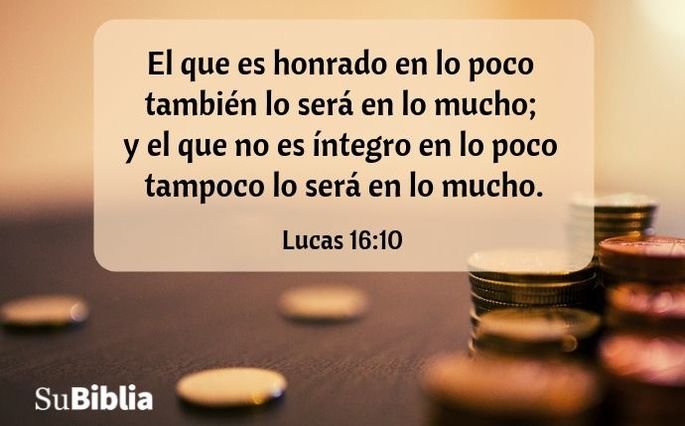 El que es honrado en lo poco
también lo será en lo mucho;
y el que no es íntegro en lo poco
tampoco lo será en lo mucho.
Lucas 16:10
SuBiblia